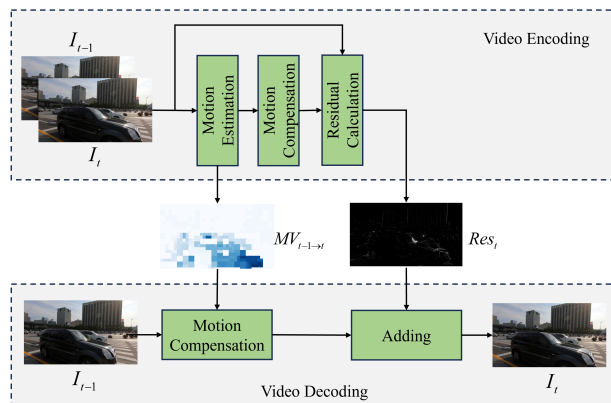 I_{t-1}
Video Encoding
Motion
Estimation
Motion
Compensation
Residual
Calculation
I_t
MV_{t-1→t}
Res_t
Motion
Compensation
Adding
I_{t-1}
Video Decoding
I_t